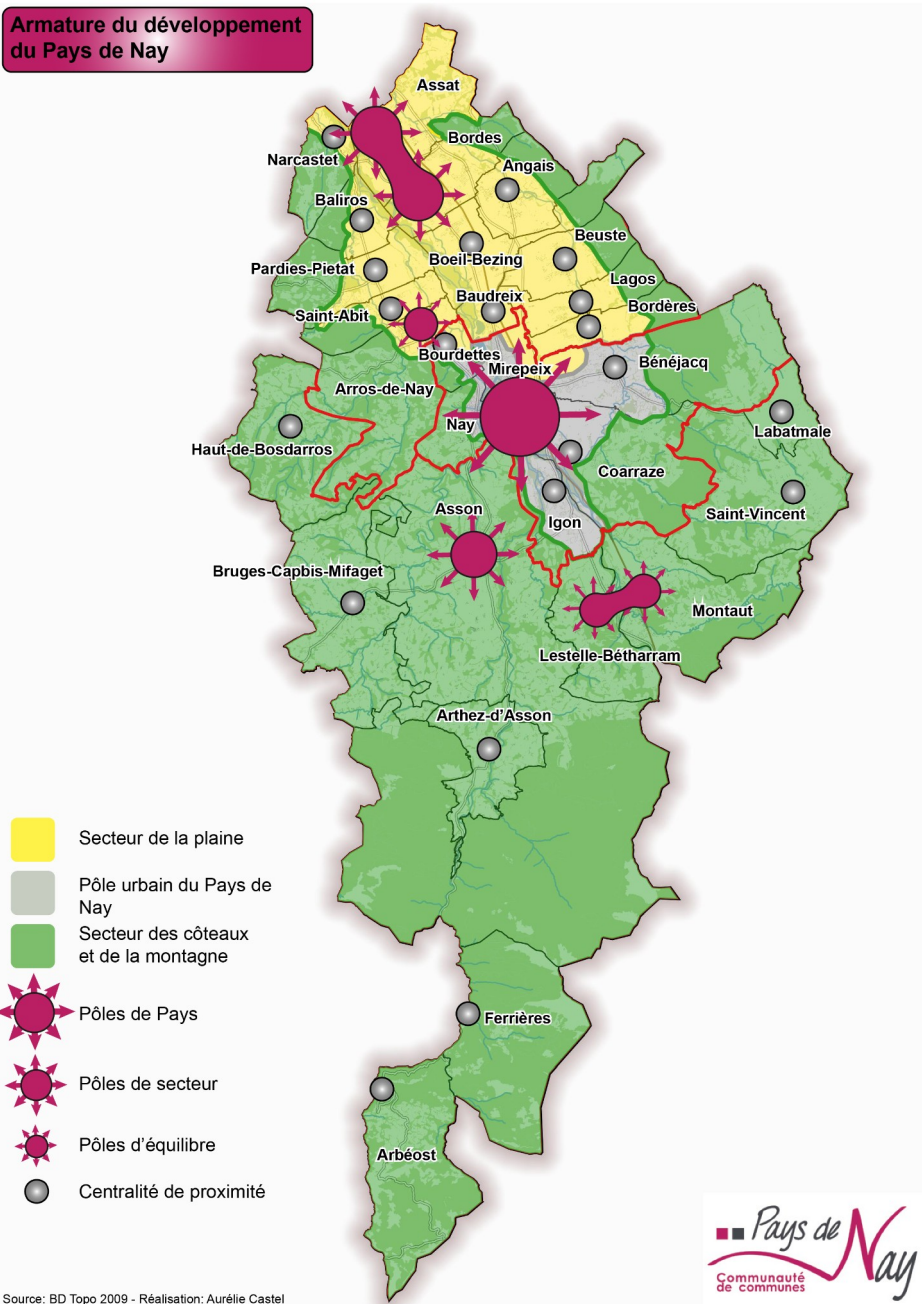 Armature du développement
du Pays de Nay
Assat
Bordes
Narcastet
Angais
Baliros
Beuste
Boeil-Bezing
Pardies-Pietat
Lagos
Baudreix
Bordères
Saint-Abit
Bourdettes
Mirepeix
Bénéjacq
Arros-de-Nay
Nay
Labatmale
Haut-de-Bosdarros
Coarraze
Saint-Vincent
Asson
Igon
Bruges-Capbis-Mifaget
Montaut
Lestelle-Bétharram
Arthez-d'Asson
Ferrières
Arbéost
Secteur de la plaine
Pôle urbain du Pays de
Nay
Secteur des côteaux
et de la montagne
Pôles de Pays
Pôles de secteur
Pôles d'équilibre
Centralité de proximité
Pays de Nay
Communauté
de communes
Source: BD Topo 2009 - Réalisation: Aurélie Castel